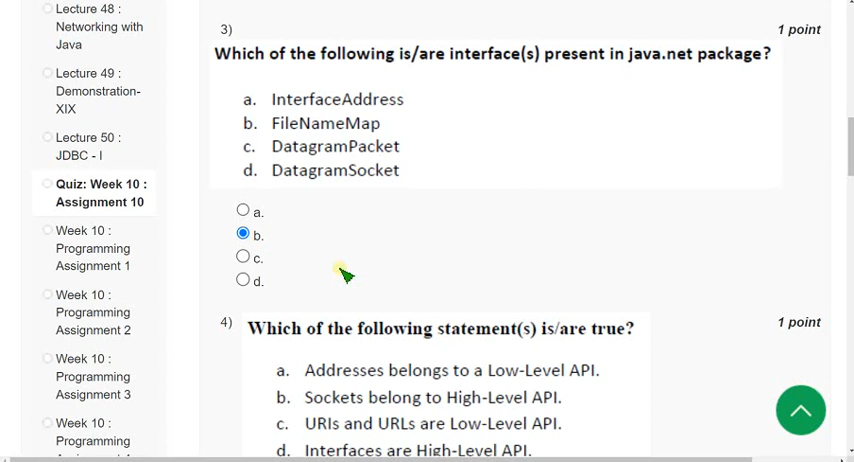 Lecture 48 :
Networking with
Java
Lecture 49 :
Demonstration-
XIX
Lecture 50 :
JDBC - I
Quiz: Week 10 :
Assignment 10
Week 10 :
Programming
Assignment 1
Week 10 :
Programming
Assignment 2
Week 10 :
Programming
Assignment 3
Week 10 :
Programming
3)
1 point
Which of the following is/are interface(s) present in java.net package?
a. InterfaceAddress
b. FileNameMap
c. DatagramPacket
d. DatagramSocket
a.
b.
c.
d.
4)
1 point
Which of the following statement(s) is/are true?
a. Addresses belongs to a Low-Level API.
b. Sockets belong to High-Level API.
c. URIs and URLs are Low-Level API.
d. Interfaces are High-Level API.